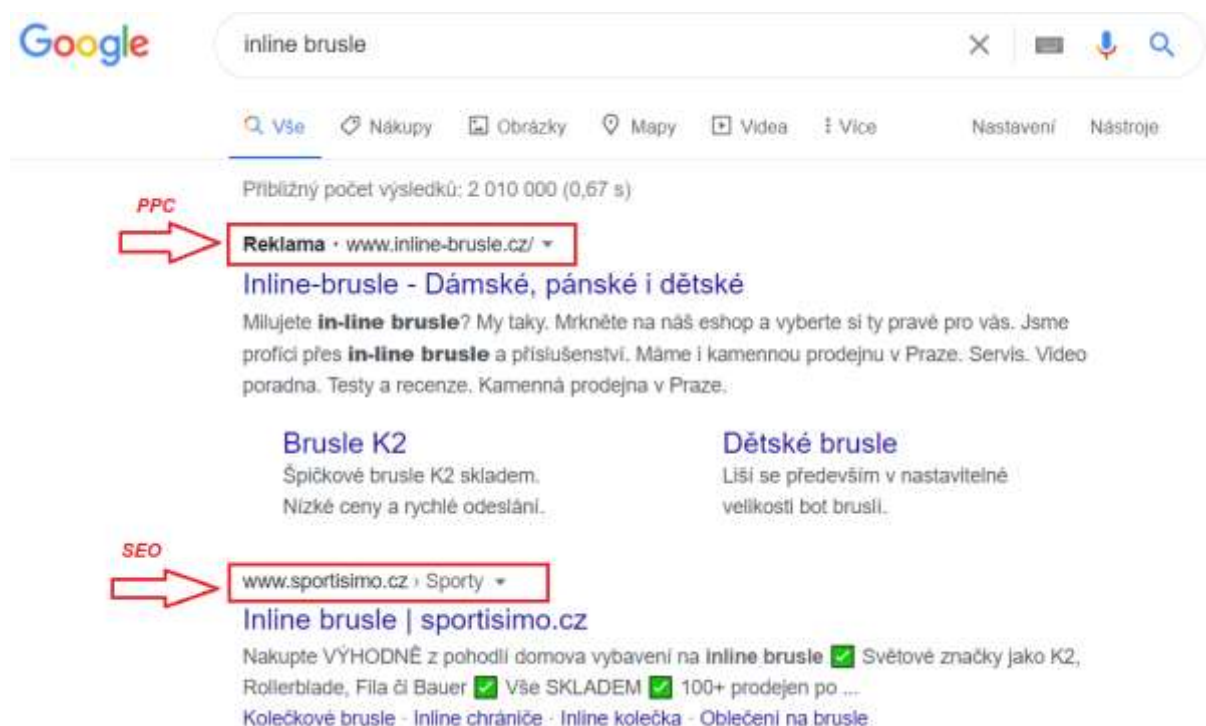 Google
inline brusle
Vše Nákupy Obrázky Mapy Videa Více Nastavení Nástroje
Přibližný počet výsledků: 2 010 000 (0,67 s)
PPC
Reklama · www.inline-brusle.cz/
Inline-brusle - Dámské, pánské i dětské
Milujete in-line brusle? My taky. Mrkněte na náš eshop a vyberte si ty pravé pro vás. Jsme
profíci přes in-line brusle a příslušenství. Máme i kamennou prodejnu v Praze. Servis. Video
poradna. Testy a recenze. Kamenná prodejna v Praze.
Brusle K2
Špičkové brusle K2 skladem.
Nízké ceny a rychlé odeslání.
Dětské brusle
Liší se především v nastavitelné
velikosti bot bruslí.
SEO
www.sportisimo.cz › Sporty
Inline brusle | sportisimo.cz
Nakupte VÝHODNĚ z pohodlí domova vybavení na inline brusle ✅ Světové značky jako K2,
Rollerblade, Fila či Bauer ✅ Vše SKLADEM ✅ 100+ prodejen po ...
Kolečkové brusle · Inline chrániče · Inline kolečka · Oblečení na brusle